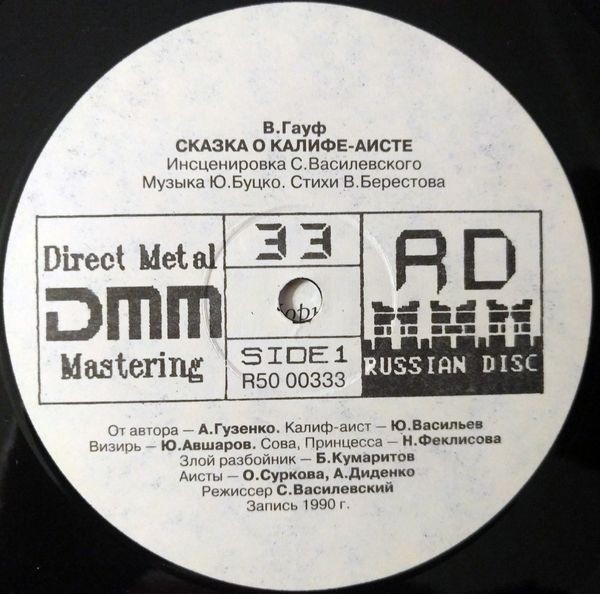 В.Гауф
СКАЗКА О КАЛИФЕ-АИСТЕ
Инсценировка С.Василевского
Музыка Ю.Буцко. Стихи В.Берестова
Direct Metal
DMM
Mastering
33
SIDE 1
R50 00333
RD
RUSSIAN DISC
От автора – А.Гузенко. Калиф-аист – Ю.Васильев
Визирь – Ю.Авшаров. Сова, Принцесса – Н.Феклисова
Злой разбойник – Б.Кумаритов
Аисты – О.Суркова, А.Диденко
Режиссер С.Василевский
Запись 1990 г.